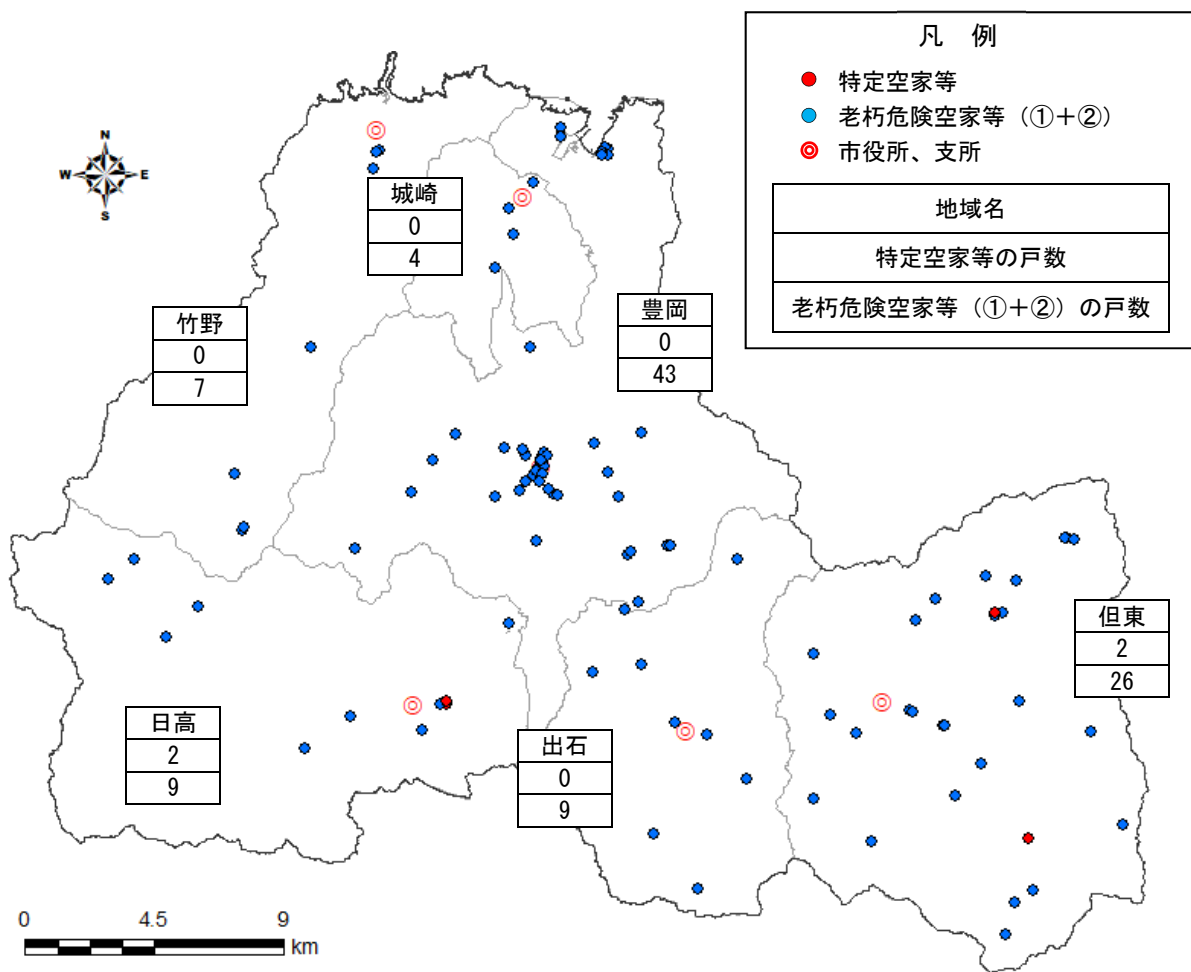 凡 例
特定空家等
老朽危険空家等（①＋②）
市役所、支所
地域名
特定空家等の戸数
老朽危険空家等（①＋②）の戸数
N
W E
S
城崎
0
4
竹野
0
7
豊岡
0
43
但東
2
26
日高
2
9
出石
0
9
0 4.5 9
km